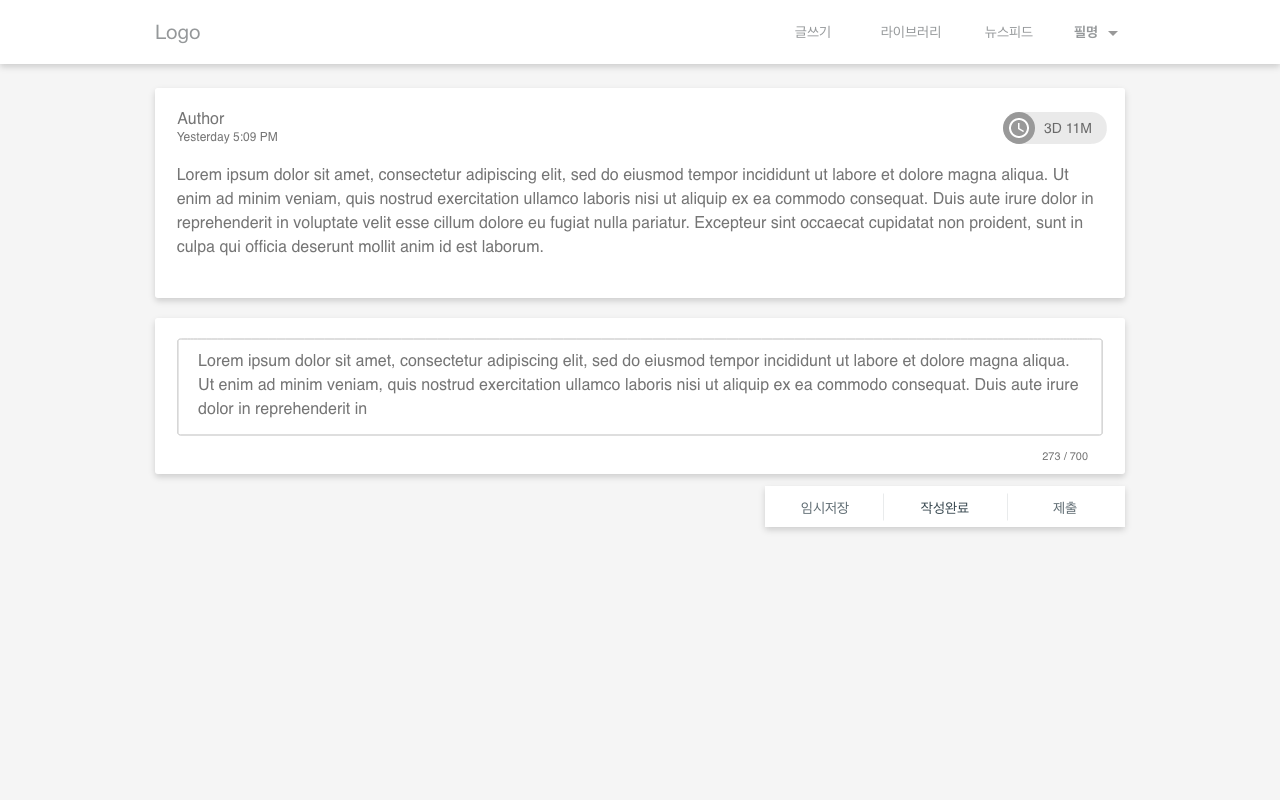 Logo
글쓰기
라이브러리
뉴스피드
필명
Author
Yesterday 5:09 PM
3D 11M
Lorem ipsum dolor sit amet, consectetur adipiscing elit, sed do eiusmod tempor incididunt ut labore et dolore magna aliqua. Ut
enim ad minim veniam, quis nostrud exercitation ullamco laboris nisi ut aliquip ex ea commodo consequat. Duis aute irure dolor in
reprehenderit in voluptate velit esse cillum dolore eu fugiat nulla pariatur. Excepteur sint occaecat cupidatat non proident, sunt in
culpa qui officia deserunt mollit anim id est laborum.
Lorem ipsum dolor sit amet, consectetur adipiscing elit, sed do eiusmod tempor incididunt ut labore et dolore magna aliqua.
Ut enim ad minim veniam, quis nostrud exercitation ullamco laboris nisi ut aliquip ex ea commodo consequat. Duis aute irure
dolor in reprehenderit in
273 / 700
임시저장
작성완료
제출